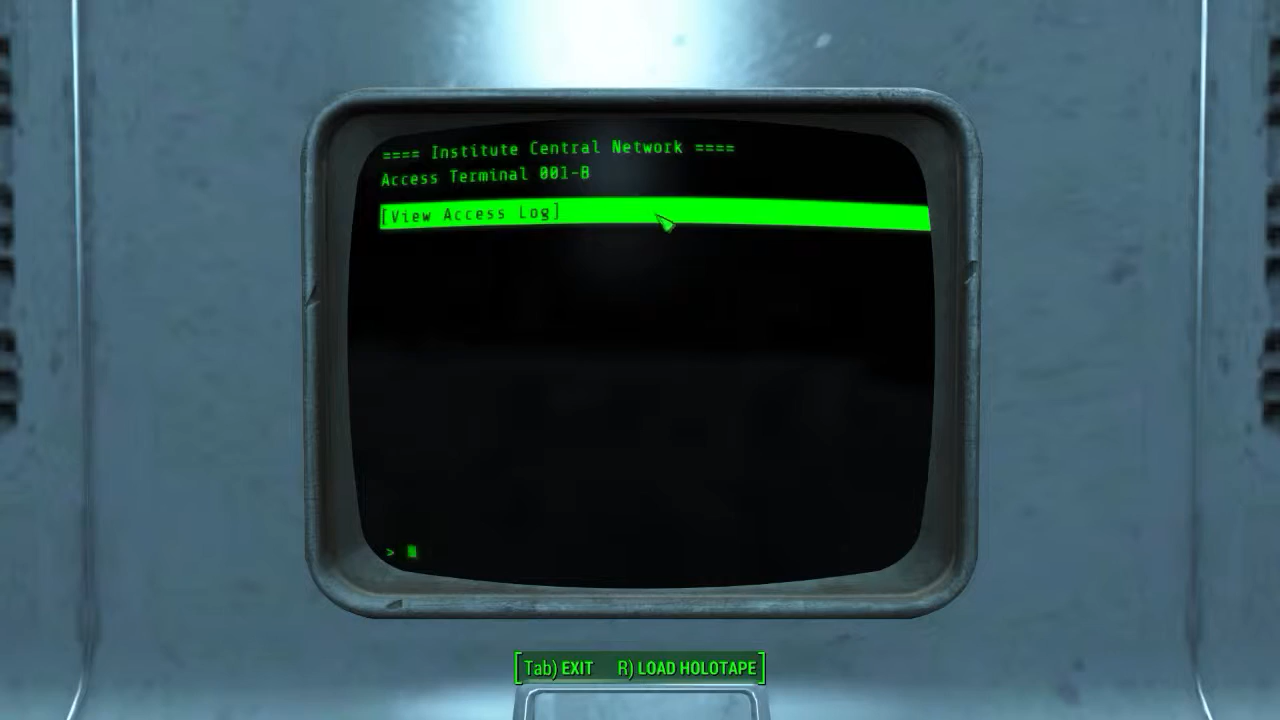 ==== Institute Central Network ====
Access Terminal 001-B
[View Access Log]
>
[Tab) EXIT R) LOAD HOLOTAPE]